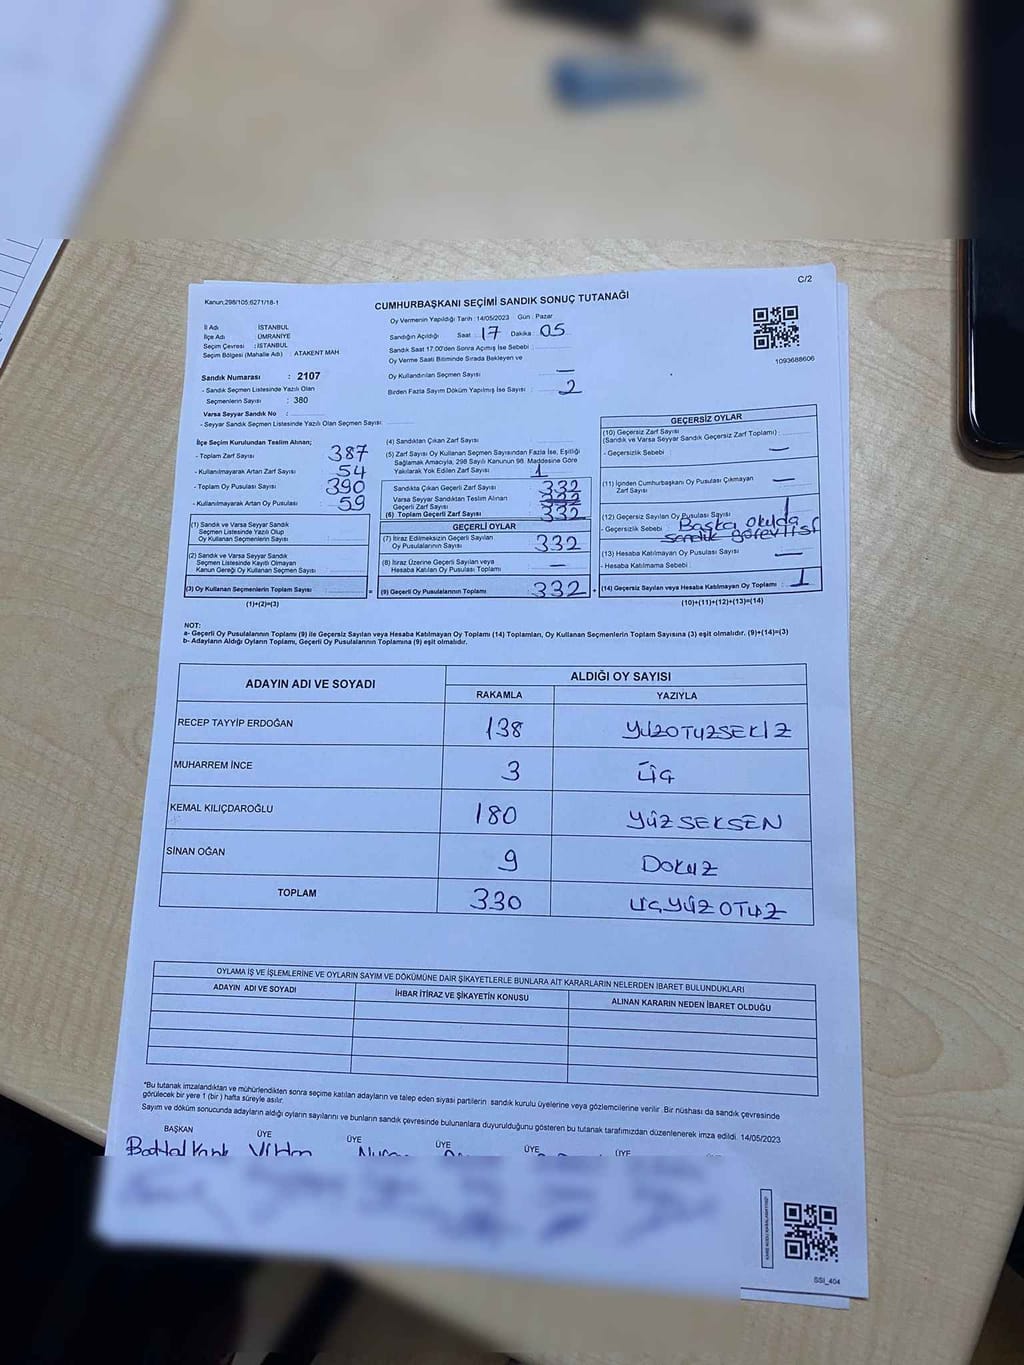 C/2
Kanun;298/105;6271/18-1
CUMHURBAŞKANI SEÇİMİ SANDIK SONUÇ TUTANAĞI
Oy Vermenin Yapıldığı Tarih : 14/05/2023 Gün : Pazar
İl Adı : İSTANBUL
İlçe Adı : ÜMRANİYE
Seçim Çevresi : İSTANBUL
Seçim Bölgesi (Mahalle Adı) : ATAKENT MAH
Sandığın Açıldığı Saat : 17 Dakika : 05
Sandık Saat 17:00'den Sonra Açımış İse Sebebi :
Oy Verme Saati Bitiminde Sırada Bekleyen ve
Oy Kullandırılan Seçmen Sayısı : —
Birden Fazla Sayım Döküm Yapılmış İse Sayısı : 2
1093688606
Sandık Numarası : 2107
- Sandık Seçmen Listesinde Yazılı Olan
Seçmenlerin Sayısı : 380
Varsa Seyyar Sandık No :
- Seyyar Sandık Seçmen Listesinde Yazılı Olan Seçmen Sayısı:
İlçe Seçim Kurulundan Teslim Alınan;
- Toplam Zarf Sayısı : 387
- Kullanılmayarak Artan Zarf Sayısı : 54
- Toplam Oy Pusulası Sayısı : 390
- Kullanılmayarak Artan Oy Pusulası : 59
(1) Sandık ve Varsa Seyyar Sandık
Seçmen Listesinde Yazılı Olup
Oy Kullanan Seçmenlerin Sayısı :
(2) Sandık ve Varsa Seyyar Sandık
Seçmen Listesinde Kayıtlı Olmayan
Kanun Gereği Oy Kullanan Seçmen Sayısı :
(3) Oy Kullanan Seçmenlerin Toplam Sayısı :
(1)+(2)=(3)
(4) Sandıktan Çıkan Zarf Sayısı :
(5) Zarf Sayısı Oy Kullanan Seçmen Sayısından Fazla İse, Eşitliği
Sağlamak Amacıyla, 298 Sayılı Kanunun 98. Maddesine Göre
Yakılarak Yok Edilen Zarf Sayısı : 1
Sandıkta Çıkan Geçerli Zarf Sayısı : 332
Varsa Seyyar Sandıktan Teslim Alınan
Geçerli Zarf Sayısı :
(6) Toplam Geçerli Zarf Sayısı : 332
GEÇERLİ OYLAR
(7) İtiraz Edilmeksizin Geçerli Sayılan
Oy Pusulalarının Sayısı : 332
(8) İtiraz Üzerine Geçerli Sayılan veya
Hesaba Katılan Oy Pusulası Toplamı : —
(9) Geçerli Oy Pusulalarının Toplamı : 332
GEÇERSİZ OYLAR
(10) Geçersiz Zarf Sayısı
(Sandık ve Varsa Seyyar Sandık Geçersiz Zarf Toplamı) :
- Geçersizlik Sebebi : —
(11) İçinden Cumhurbaşkanı Oy Pusulası Çıkmayan
Zarf Sayısı : —
(12) Geçersiz Sayılan Oy Pusulası Sayısı : 1
- Geçersizlik Sebebi : Başka okulda
sandık görevlisi
(13) Hesaba Katılmayan Oy Pusulası Sayısı : —
- Hesaba Katılmama Sebebi :
(14) Geçersiz Sayılan veya Hesaba Katılmayan Oy Toplamı : 1
(10)+(11)+(12)+(13)=(14)
NOT:
a- Geçerli Oy Pusulalarının Toplamı (9) ile Geçersiz Sayılan veya Hesaba Katılmayan Oy Toplamı (14) Toplamları, Oy Kullanan Seçmenlerin Toplam Sayısına (3) eşit olmalıdır. (9)+(14)=(3)
b- Adayların Aldığı Oyların Toplamı, Geçerli Oy Pusulalarının Toplamına (9) eşit olmalıdır.
ADAYIN ADI VE SOYADI
ALDIĞI OY SAYISI
RAKAMLA YAZIYLA
RECEP TAYYİP ERDOĞAN 138 YÜZOTUZSEKİZ
MUHARREM İNCE 3 ÜÇ
KEMAL KILIÇDAROĞLU 180 YÜZSEKSEN
SİNAN OĞAN 9 DOKUZ
TOPLAM 330 ÜÇYÜZOTUZ
OYLAMA İŞ VE İŞLEMLERİNE VE OYLARIN SAYIM VE DÖKÜMÜNE DAİR ŞİKAYETLERLE BUNLARA AİT KARARLARIN NELERDEN İBARET BULUNDUKLARI
ADAYIN ADI VE SOYADI İHBAR İTİRAZ VE ŞİKAYETİN KONUSU ALINAN KARARIN NEDEN İBARET OLDUĞU
*Bu tutanak imzalandıktan ve mühürlendikten sonra seçime katılan adayların ve talep eden siyasi partilerin sandık kurulu üyelerine veya gözlemcilerine verilir. Bir nüshası da sandık çevresinde
görülecek bir yere 1 (bir) hafta süreyle asılır.
Sayım ve döküm sonucunda adayların aldığı oyların sayılarını ve bunların sandık çevresinde bulunanlara duyurulduğunu gösteren bu tutanak tarafımızdan düzenlenerek imza edildi. 14/05/2023
BAŞKAN ÜYE ÜYE ÜYE ÜYE ÜYE
SSI_404